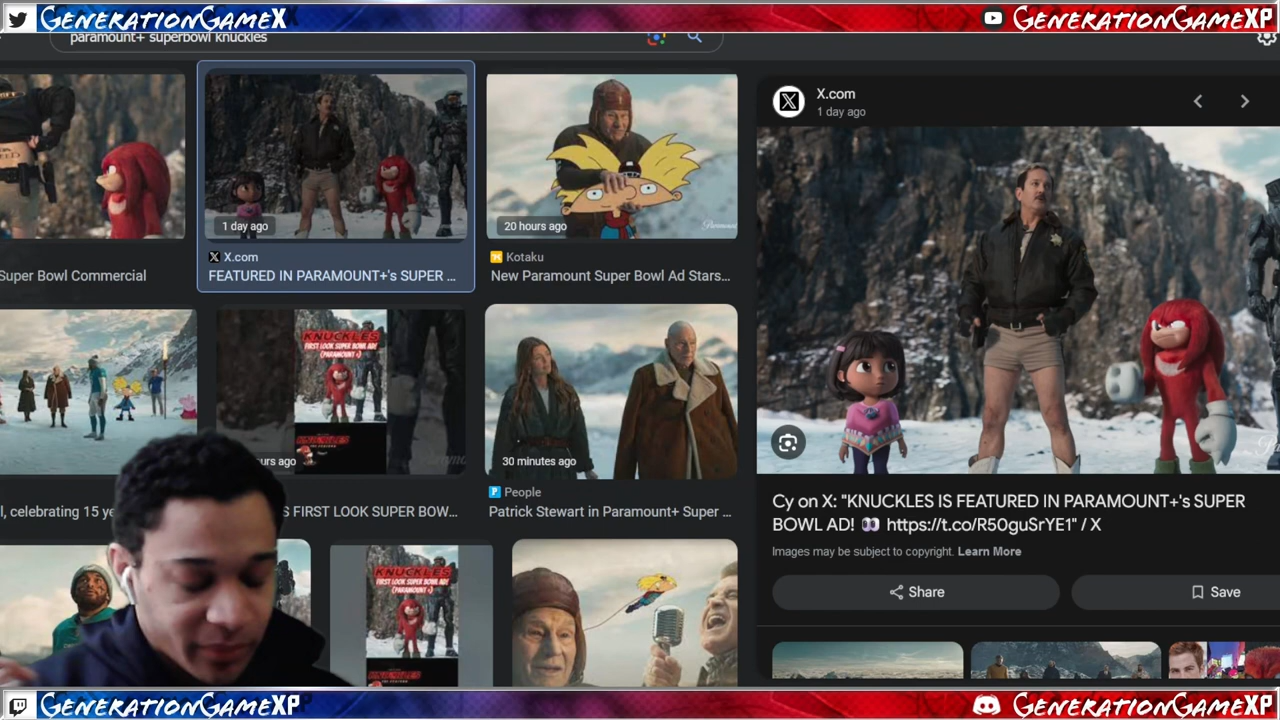 GenerationGameX
GenerationGameXP
paramount+ superbowl knuckles
X.com
1 day ago
1 day ago
20 hours ago
Super Bowl Commercial
X.com
FEATURED IN PARAMOUNT+'s SUPER ...
Kotaku
New Paramount Super Bowl Ad Stars...
KNUCKLES
FIRST LOOK SUPER BOWL AD!
(PARAMOUNT +)
KNUCKLES
urs ago
30 minutes ago
l, celebrating 15 ye
S FIRST LOOK SUPER BOW...
People
Patrick Stewart in Paramount+ Super ...
Cy on X: "KNUCKLES IS FEATURED IN PARAMOUNT+'s SUPER
BOWL AD! 👀 https://t.co/R50guSrYE1" / X
Images may be subject to copyright. Learn More
Share
Save
KNUCKLES
FIRST LOOK SUPER BOWL AD!
(PARAMOUNT +)
GenerationGameXP
GenerationGameXP